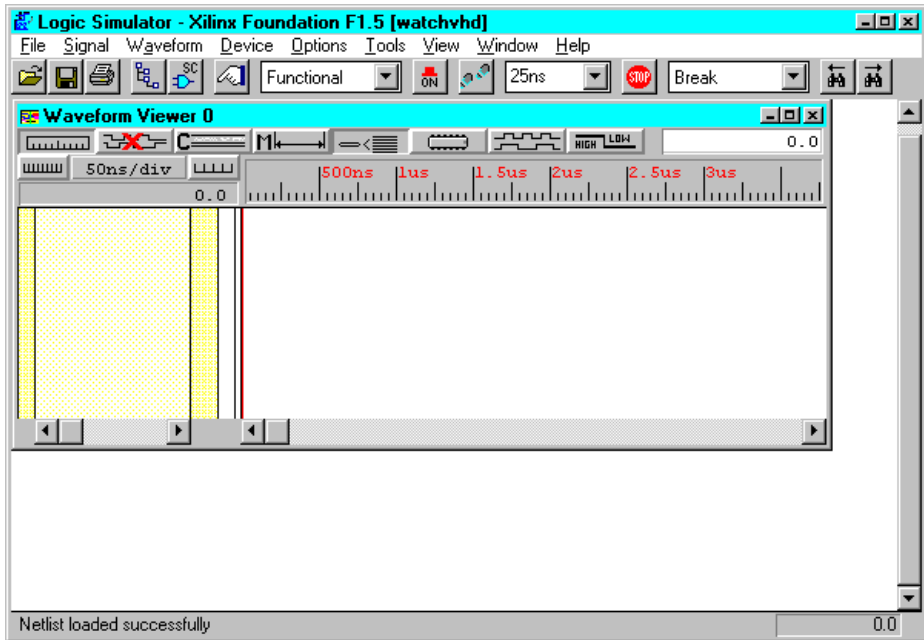 Logic Simulator - Xilinx Foundation F1.5 [watchvhd]
File Signal Waveform Device Options Tools View Window Help
SC Functional ON 25ns STOP Break
Waveform Viewer 0
C M HIGH LOW 0.0
50ns/div 500ns 1us 1.5us 2us 2.5us 3us
0.0
Netlist loaded successfully 0.0